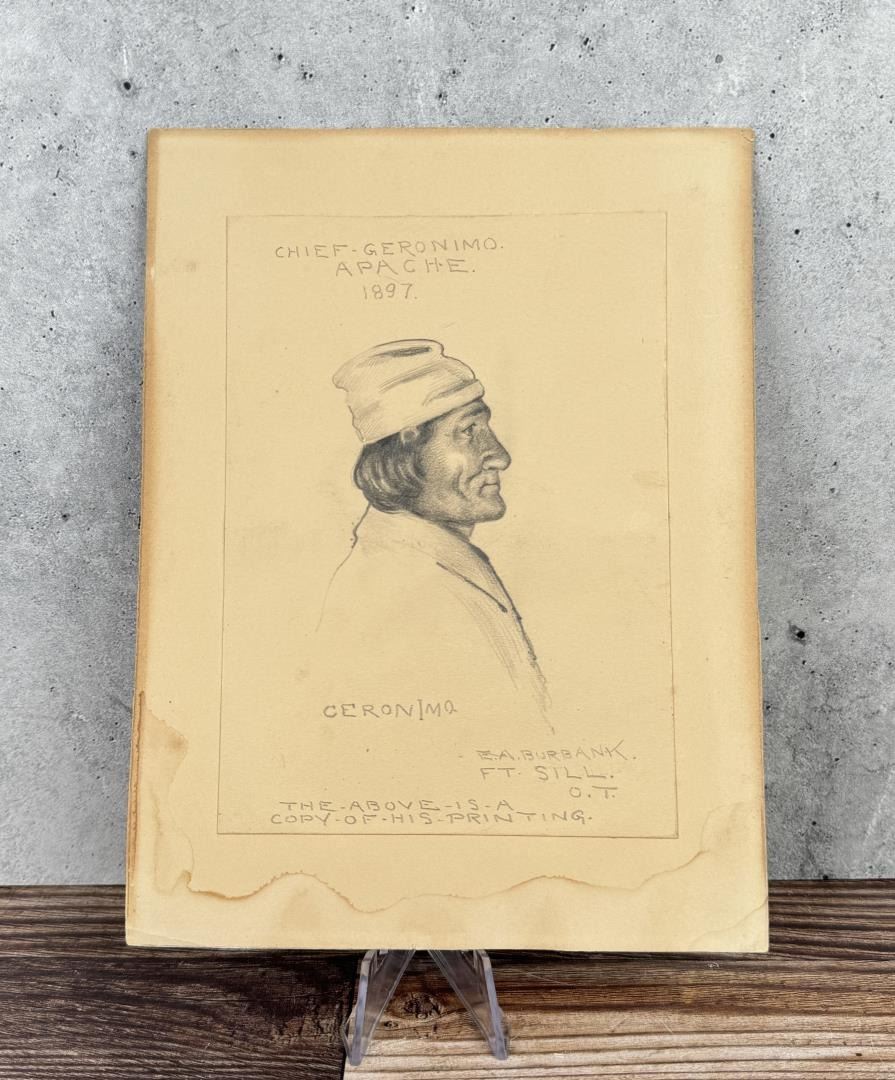 CHIEF-GERONIMO.
APACHE.
1897.
GERONIMO
E.A.BURBANK.
FT. SILL.
O.T.
THE-ABOVE-IS-A
COPY-OF-HIS-PRINTING.